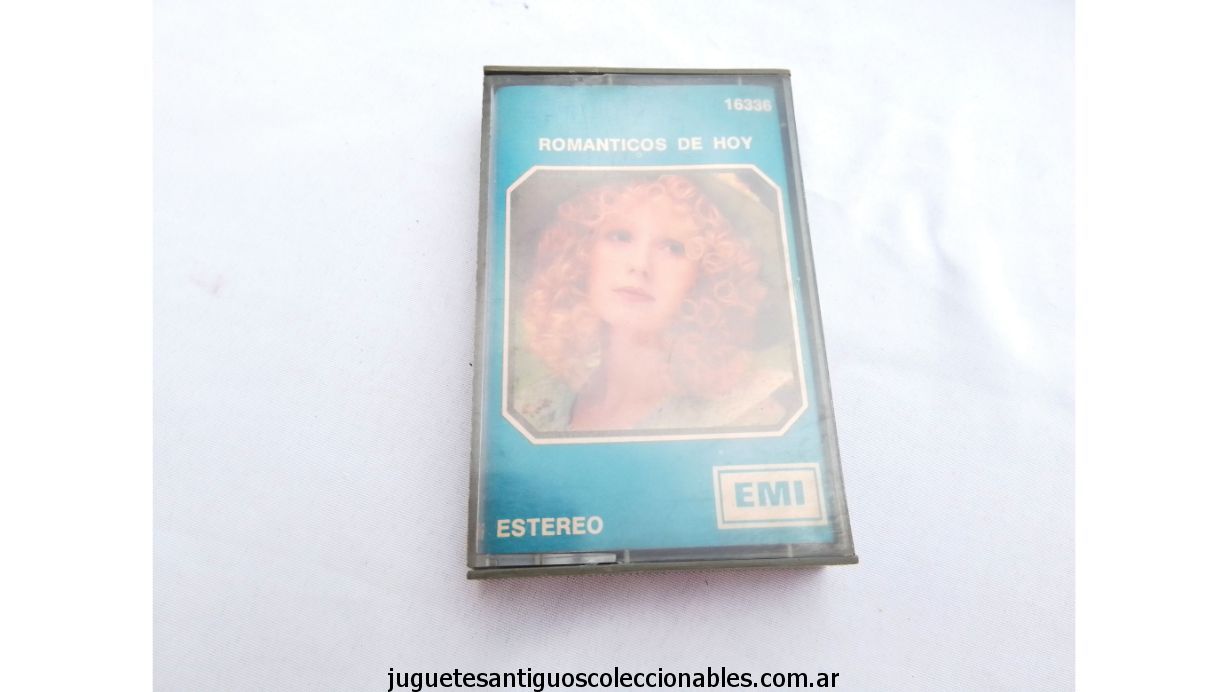 16336
ROMANTICOS DE HOY
EMI
ESTEREO
juguetesantiguoscoleccionables.com.ar